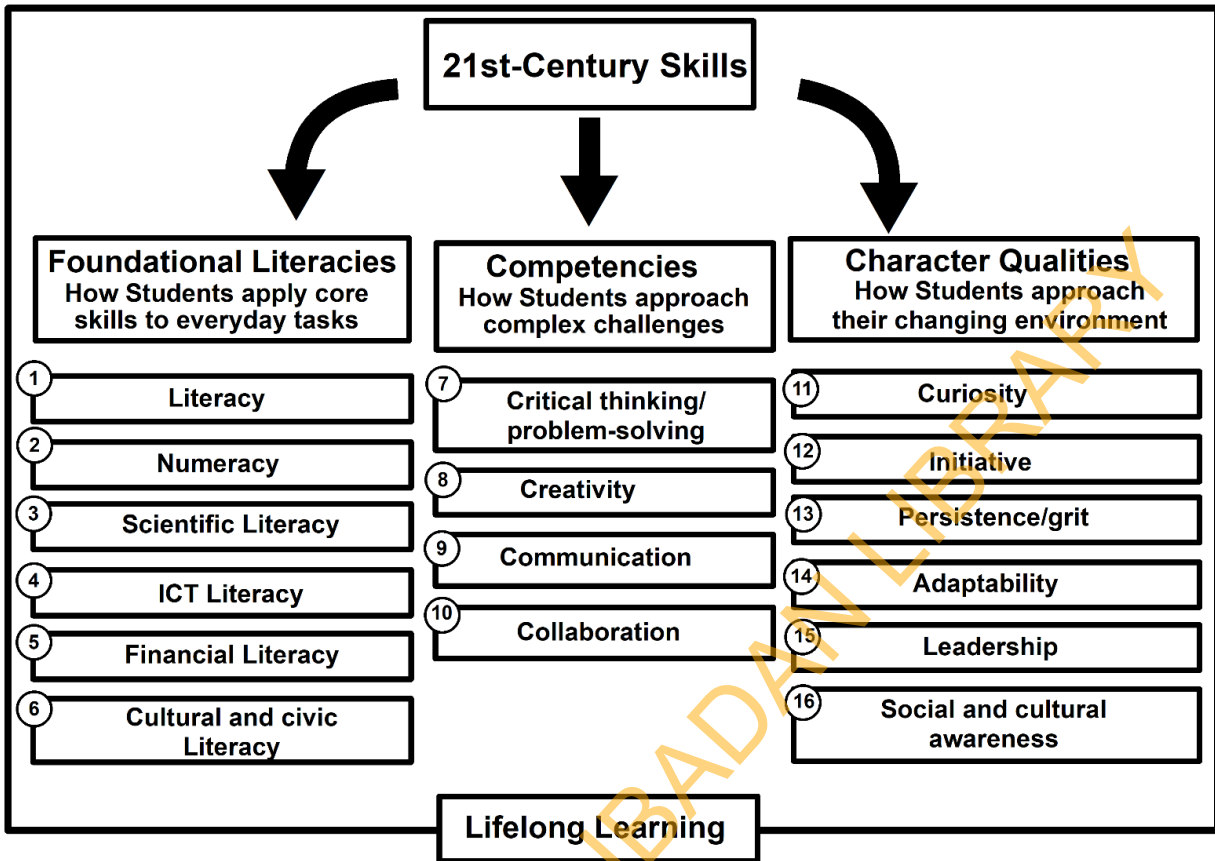 21st-Century Skills
Foundational Literacies
How Students apply core
skills to everyday tasks
1
Literacy
2
Numeracy
3
Scientific Literacy
4
ICT Literacy
5
Financial Literacy
6
Cultural and civic
Literacy
Competencies
How Students approach
complex challenges
7
Critical thinking/
problem-solving
8
Creativity
9
Communication
10
Collaboration
Character Qualities
How Students approach
their changing environment
11
Curiosity
12
Initiative
13
Persistence/grit
14
Adaptability
15
Leadership
16
Social and cultural
awareness
Lifelong Learning
IBADAN LIBRARY